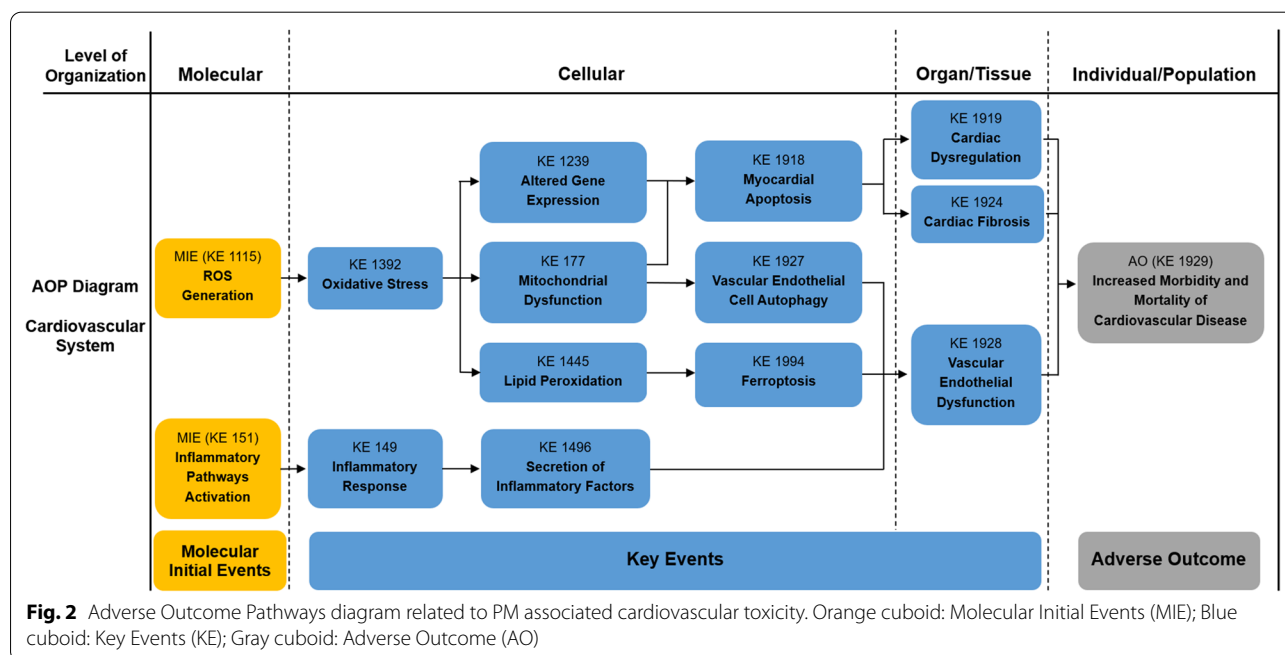 Level of
Organization
Molecular
Cellular
Organ/Tissue
Individual/Population
AOP Diagram
Cardiovascular
System
MIE (KE 1115)
ROS
Generation
KE 1392
Oxidative Stress
KE 1239
Altered Gene
Expression
KE 177
Mitochondrial
Dysfunction
KE 1445
Lipid Peroxidation
KE 1918
Myocardial
Apoptosis
KE 1927
Vascular Endothelial
Cell Autophagy
KE 1994
Ferroptosis
KE 1919
Cardiac
Dysregulation
KE 1924
Cardiac Fibrosis
KE 1928
Vascular
Endothelial
Dysfunction
AO (KE 1929)
Increased Morbidity and
Mortality of
Cardiovascular Disease
MIE (KE 151)
Inflammatory
Pathways
Activation
KE 149
Inflammatory
Response
KE 1496
Secretion of
Inflammatory Factors
Molecular
Initial Events
Key Events
Adverse Outcome
Fig. 2 Adverse Outcome Pathways diagram related to PM associated cardiovascular toxicity. Orange cuboid: Molecular Initial Events (MIE); Blue
cuboid: Key Events (KE); Gray cuboid: Adverse Outcome (AO)